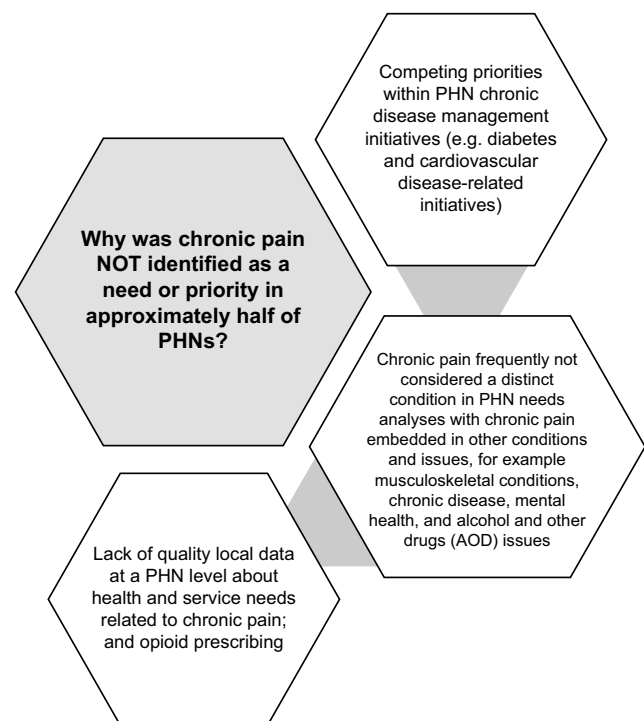 Competing priorities
within PHN chronic
disease management
initiatives (e.g. diabetes
and cardiovascular
disease-related
initiatives)
Why was chronic pain
NOT identified as a
need or priority in
approximately half of
PHNs?
Chronic pain frequently not
considered a distinct
condition in PHN needs
analyses with chronic pain
embedded in other conditions
and issues, for example
musculoskeletal conditions,
chronic disease, mental
health, and alcohol and other
drugs (AOD) issues
Lack of quality local data
at a PHN level about
health and service needs
related to chronic pain;
and opioid prescribing